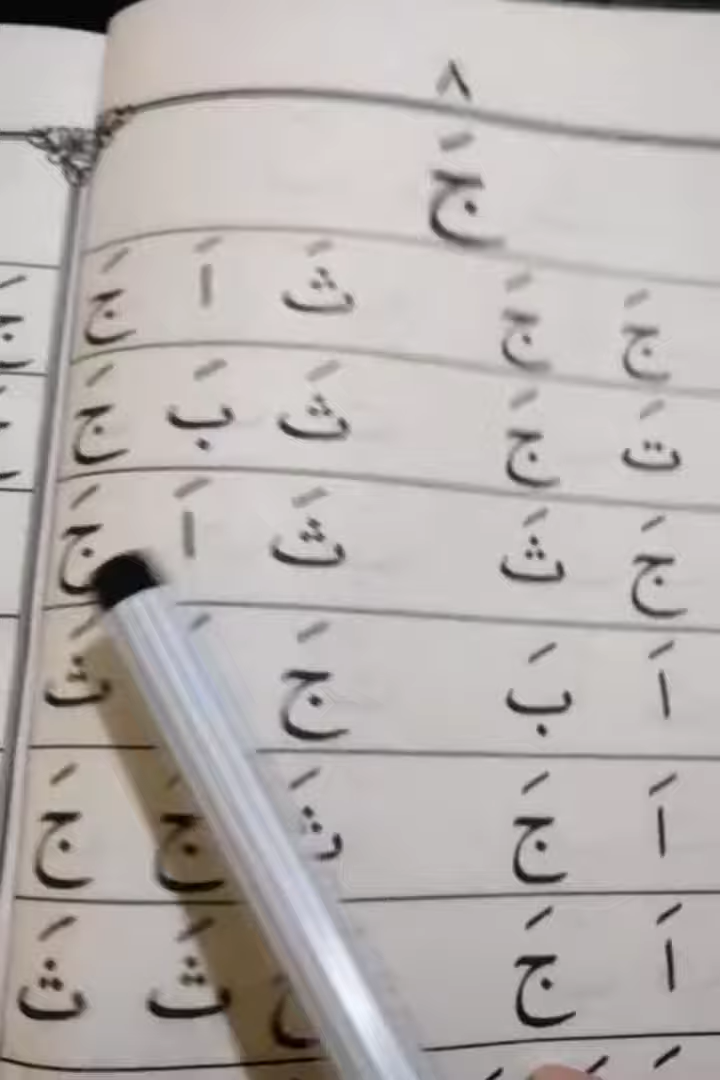 ٨
جَ
جَ جَ ثَ اَ جَ
تَ جَ ثَ بَ جَ
جَ ثَ ثَ اَ جَ
اَ بَ جَ ثَ
اَ جَ ثَ جَ جَ
اَ جَ ثَ ثَ